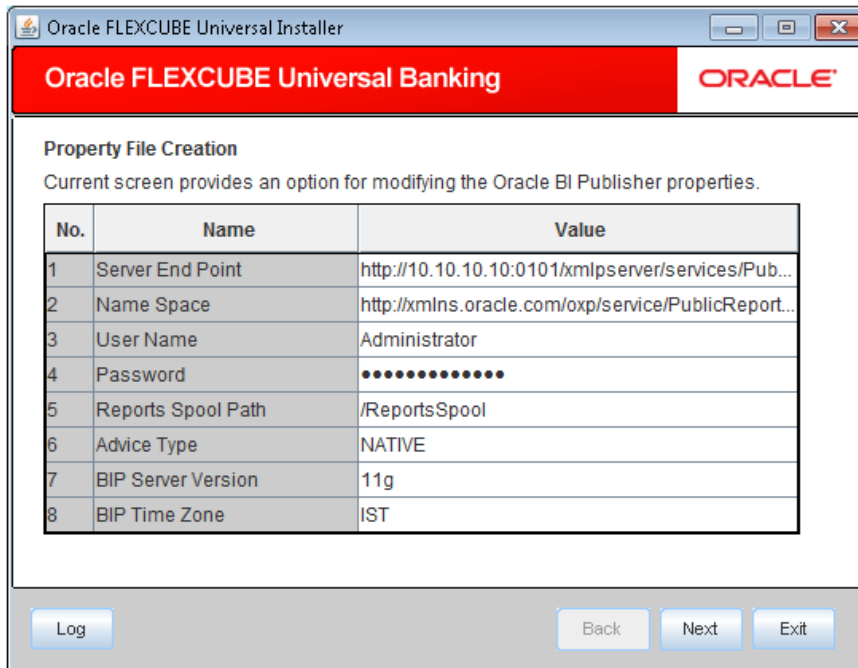 Oracle FLEXCUBE Universal Installer
Oracle FLEXCUBE Universal Banking
ORACLE
Property File Creation
Current screen provides an option for modifying the Oracle BI Publisher properties.
No. Name Value
1 Server End Point http://10.10.10.10:0101/xmlpserver/services/Pub...
2 Name Space http://xmlns.oracle.com/oxp/service/PublicReport...
3 User Name Administrator
4 Password •••••••••••••
5 Reports Spool Path /ReportsSpool
6 Advice Type NATIVE
7 BIP Server Version 11g
8 BIP Time Zone IST
Log Back Next Exit